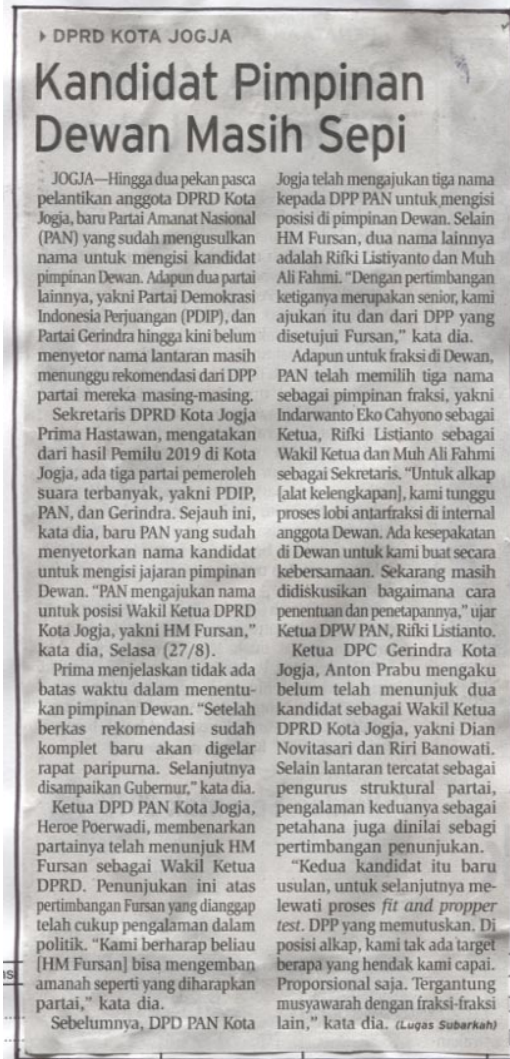 DPRD KOTA JOGJA
Kandidat Pimpinan
Dewan Masih Sepi
JOGJA—Hingga dua pekan pasca
pelantikan anggota DPRD Kota
Jogja, baru Partai Amanat Nasional
(PAN) yang sudah mengusulkan
nama untuk mengisi kandidat
pimpinan Dewan. Adapun dua partai
lainnya, yakni Partai Demokrasi
Indonesia Perjuangan (PDIP), dan
Partai Gerindra hingga kini belum
menyetor nama lantaran masih
menunggu rekomendasi dari DPP
partai mereka masing-masing.
Sekretaris DPRD Kota Jogja
Prima Hastawan, mengatakan
dari hasil Pemilu 2019 di Kota
Jogja, ada tiga partai pemeroleh
suara terbanyak, yakni PDIP,
PAN, dan Gerindra. Sejauh ini,
kata dia, baru PAN yang sudah
menyetorkan nama kandidat
untuk mengisi jajaran pimpinan
Dewan. “PAN mengajukan nama
untuk posisi Wakil Ketua DPRD
Kota Jogja, yakni HM Fursan,”
kata dia, Selasa (27/8).
Prima menjelaskan tidak ada
batas waktu dalam menentu-
kan pimpinan Dewan. “Setelah
berkas rekomendasi sudah
komplet baru akan digelar
rapat paripurna. Selanjutnya
disampaikan Gubernur,” kata dia.
Ketua DPD PAN Kota Jogja,
Heroe Poerwadi, membenarkan
partainya telah menunjuk HM
Fursan sebagai Wakil Ketua
DPRD. Penunjukan ini atas
pertimbangan Fursan yang dianggap
telah cukup pengalaman dalam
politik. “Kami berharap beliau
[HM Fursan] bisa mengemban
amanah seperti yang diharapkan
partai,” kata dia.
Sebelumnya, DPD PAN Kota
Jogja telah mengajukan tiga nama
kepada DPP PAN untuk mengisi
posisi di pimpinan Dewan. Selain
HM Fursan, dua nama lainnya
adalah Rifki Listiyanto dan Muh
Ali Fahmi. “Dengan pertimbangan
ketiganya merupakan senior, kami
ajukan itu dan dari DPP yang
disetujui Fursan,” kata dia.
Adapun untuk fraksi di Dewan,
PAN telah memilih tiga nama
sebagai pimpinan fraksi, yakni
Indarwanto Eko Cahyono sebagai
Ketua, Rifki Listianto sebagai
Wakil Ketua dan Muh Ali Fahmi
sebagai Sekretaris. “Untuk alkap
[alat kelengkapan], kami tunggu
proses lobi antarfraksi di internal
anggota Dewan. Ada kesepakatan
di Dewan untuk kami buat secara
kebersamaan. Sekarang masih
didiskusikan bagaimana cara
penentuan dan penetapannya,” ujar
Ketua DPW PAN, Rifki Listianto.
Ketua DPC Gerindra Kota
Jogja, Anton Prabu mengaku
belum telah menunjuk dua
kandidat sebagai Wakil Ketua
DPRD Kota Jogja, yakni Dian
Novitasari dan Riri Banowati.
Selain lantaran tercatat sebagai
pengurus struktural partai,
pengalaman keduanya sebagai
petahana juga dinilai sebagi
pertimbangan penunjukan.
“Kedua kandidat itu baru
usulan, untuk selanjutnya me-
lewati proses fit and propper
test. DPP yang memutuskan. Di
posisi alkap, kami tak ada target
berapa yang hendak kami capai.
Proporsional saja. Tergantung
musyawarah dengan fraksi-fraksi
lain,” kata dia. (Lugas Subarkah)